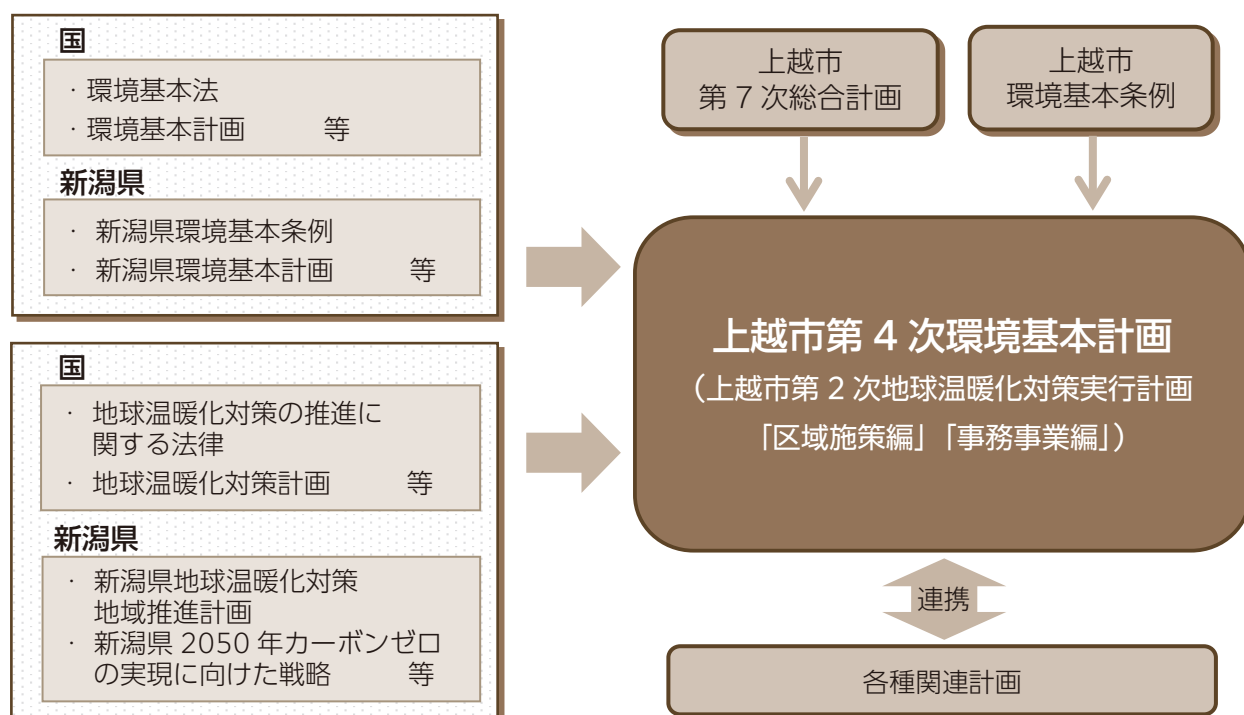 国
・環境基本法
・環境基本計画 等
新潟県
・ 新潟県環境基本条例
・ 新潟県環境基本計画 等
国
・ 地球温暖化対策の推進に
関する法律
・ 地球温暖化対策計画 等
新潟県
・ 新潟県地球温暖化対策
地域推進計画
・ 新潟県 2050 年カーボンゼロ
の実現に向けた戦略 等
上越市
第 7 次総合計画
上越市
環境基本条例
上越市第 4 次環境基本計画
（上越市第 2 次地球温暖化対策実行計画
「区域施策編」「事務事業編」）
連携
各種関連計画